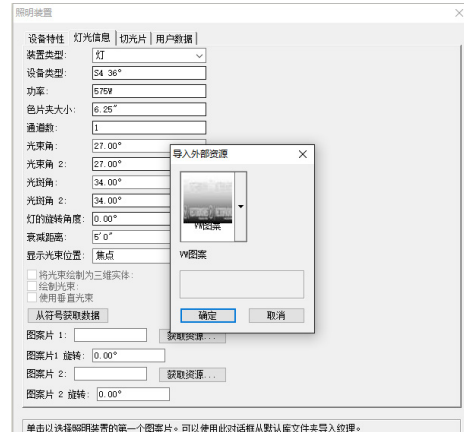 照明装置
设备特性 灯光信息 切光片 用户数据
装置类型: 灯
设备类型: S4 36°
功率: 575W
色片夹大小: 6.25″
通道数: 1
光束角: 27.00°
光束角 2: 27.00°
光斑角: 34.00°
光斑角 2: 34.00°
灯的旋转角度: 0.00°
衰减距离: 5′0″
显示光束位置: 焦点
将光束绘制为三维实体:
绘制光束:
使用垂直光束
从符号获取数据
图案片 1: 获取资源...
图案片1 旋转: 0.00°
图案片 2: 获取资源...
图案片 2 旋转: 0.00°
单击以选择照明装置的第一个图案片。可以使用此对话框从默认库文件夹导入纹理。
导入外部资源
VW图案
VW图案
确定 取消